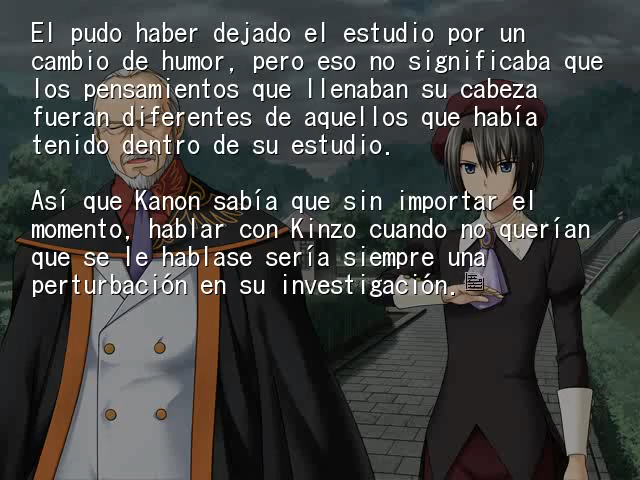 El pudo haber dejado el estudio por un
cambio de humor, pero eso no significaba que
los pensamientos que llenaban su cabeza
fueran diferentes de aquellos que había
tenido dentro de su estudio.
Así que Kanon sabía que sin importar el
momento, hablar con Kinzo cuando no querían
que se le hablase sería siempre una
perturbación en su investigación.